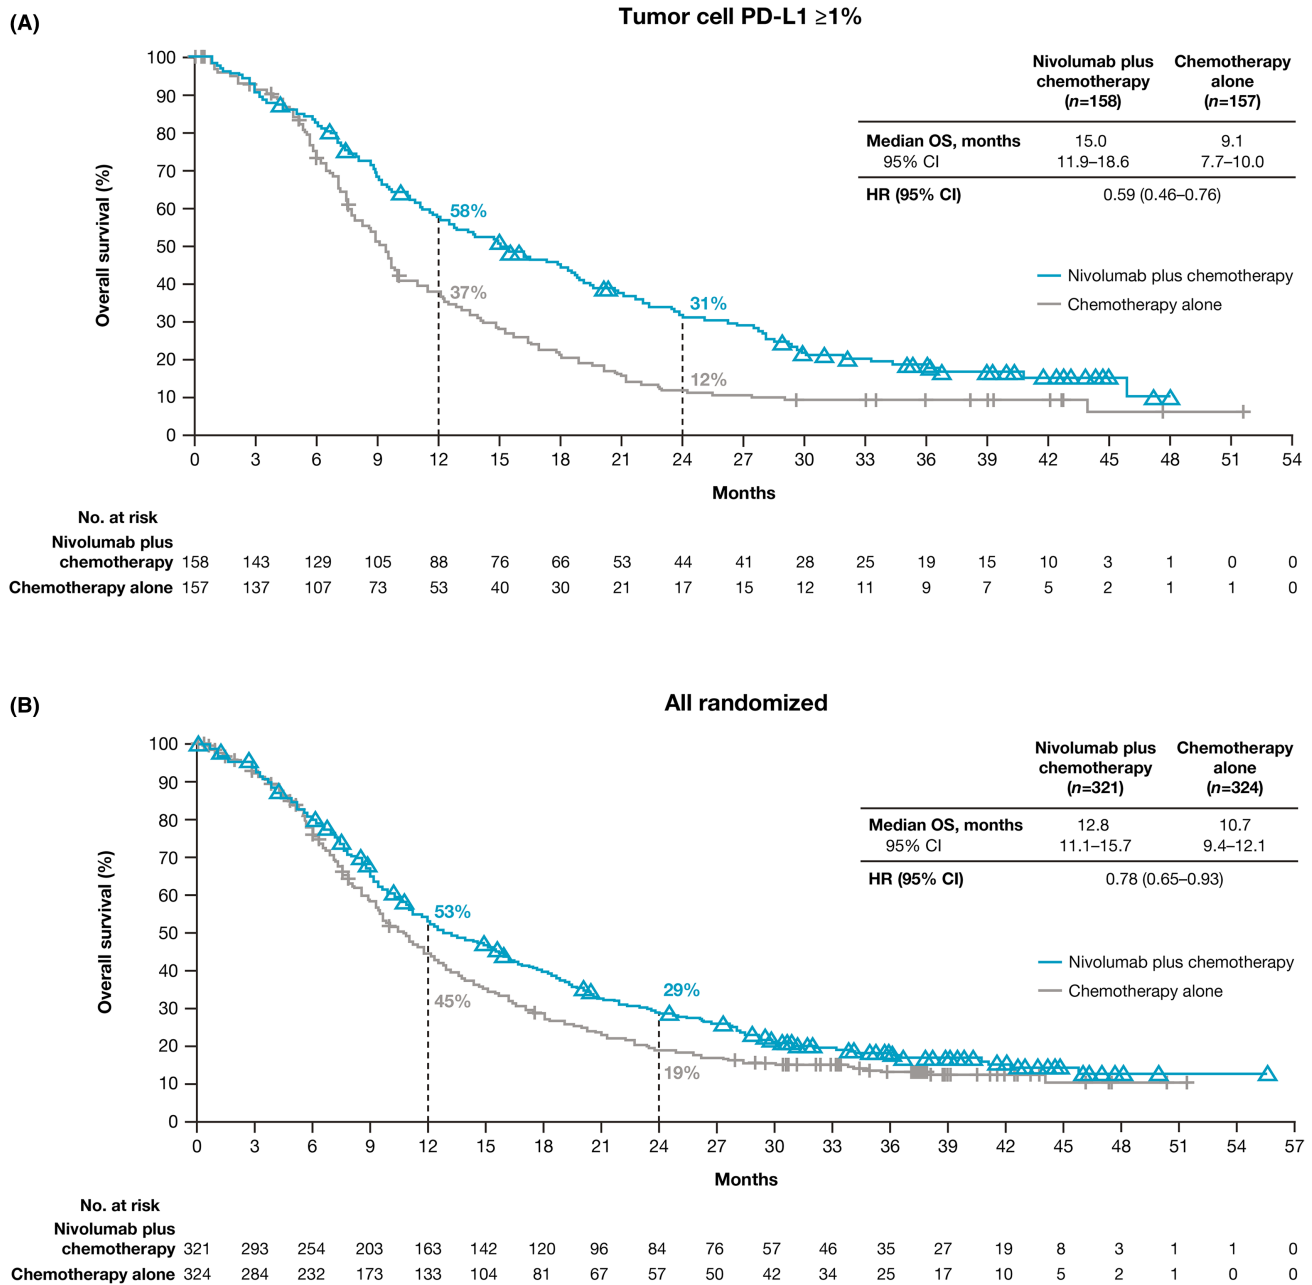 (A)
Tumor cell PD-L1 ≥1%
Nivolumab plus chemotherapy (n=158)
Chemotherapy alone (n=157)
Median OS, months 15.0 9.1
95% CI 11.9–18.6 7.7–10.0
HR (95% CI) 0.59 (0.46–0.76)
Nivolumab plus chemotherapy
Chemotherapy alone
Overall survival (%)
100
90
80
70
60
50
40
30
20
10
0
58%
37%
31%
12%
0 3 6 9 12 15 18 21 24 27 30 33 36 39 42 45 48 51 54
Months
No. at risk
Nivolumab plus
chemotherapy 158 143 129 105 88 76 66 53 44 41 28 25 19 15 10 3 1 0 0
Chemotherapy alone 157 137 107 73 53 40 30 21 17 15 12 11 9 7 5 2 1 1 0
(B)
All randomized
Nivolumab plus chemotherapy (n=321)
Chemotherapy alone (n=324)
Median OS, months 12.8 10.7
95% CI 11.1–15.7 9.4–12.1
HR (95% CI) 0.78 (0.65–0.93)
Nivolumab plus chemotherapy
Chemotherapy alone
Overall survival (%)
100
90
80
70
60
50
40
30
20
10
0
53%
45%
29%
19%
0 3 6 9 12 15 18 21 24 27 30 33 36 39 42 45 48 51 54 57
Months
No. at risk
Nivolumab plus
chemotherapy 321 293 254 203 163 142 120 96 84 76 57 46 35 27 19 8 3 1 1 0
Chemotherapy alone 324 284 232 173 133 104 81 67 57 50 42 34 25 17 10 5 2 1 0 0